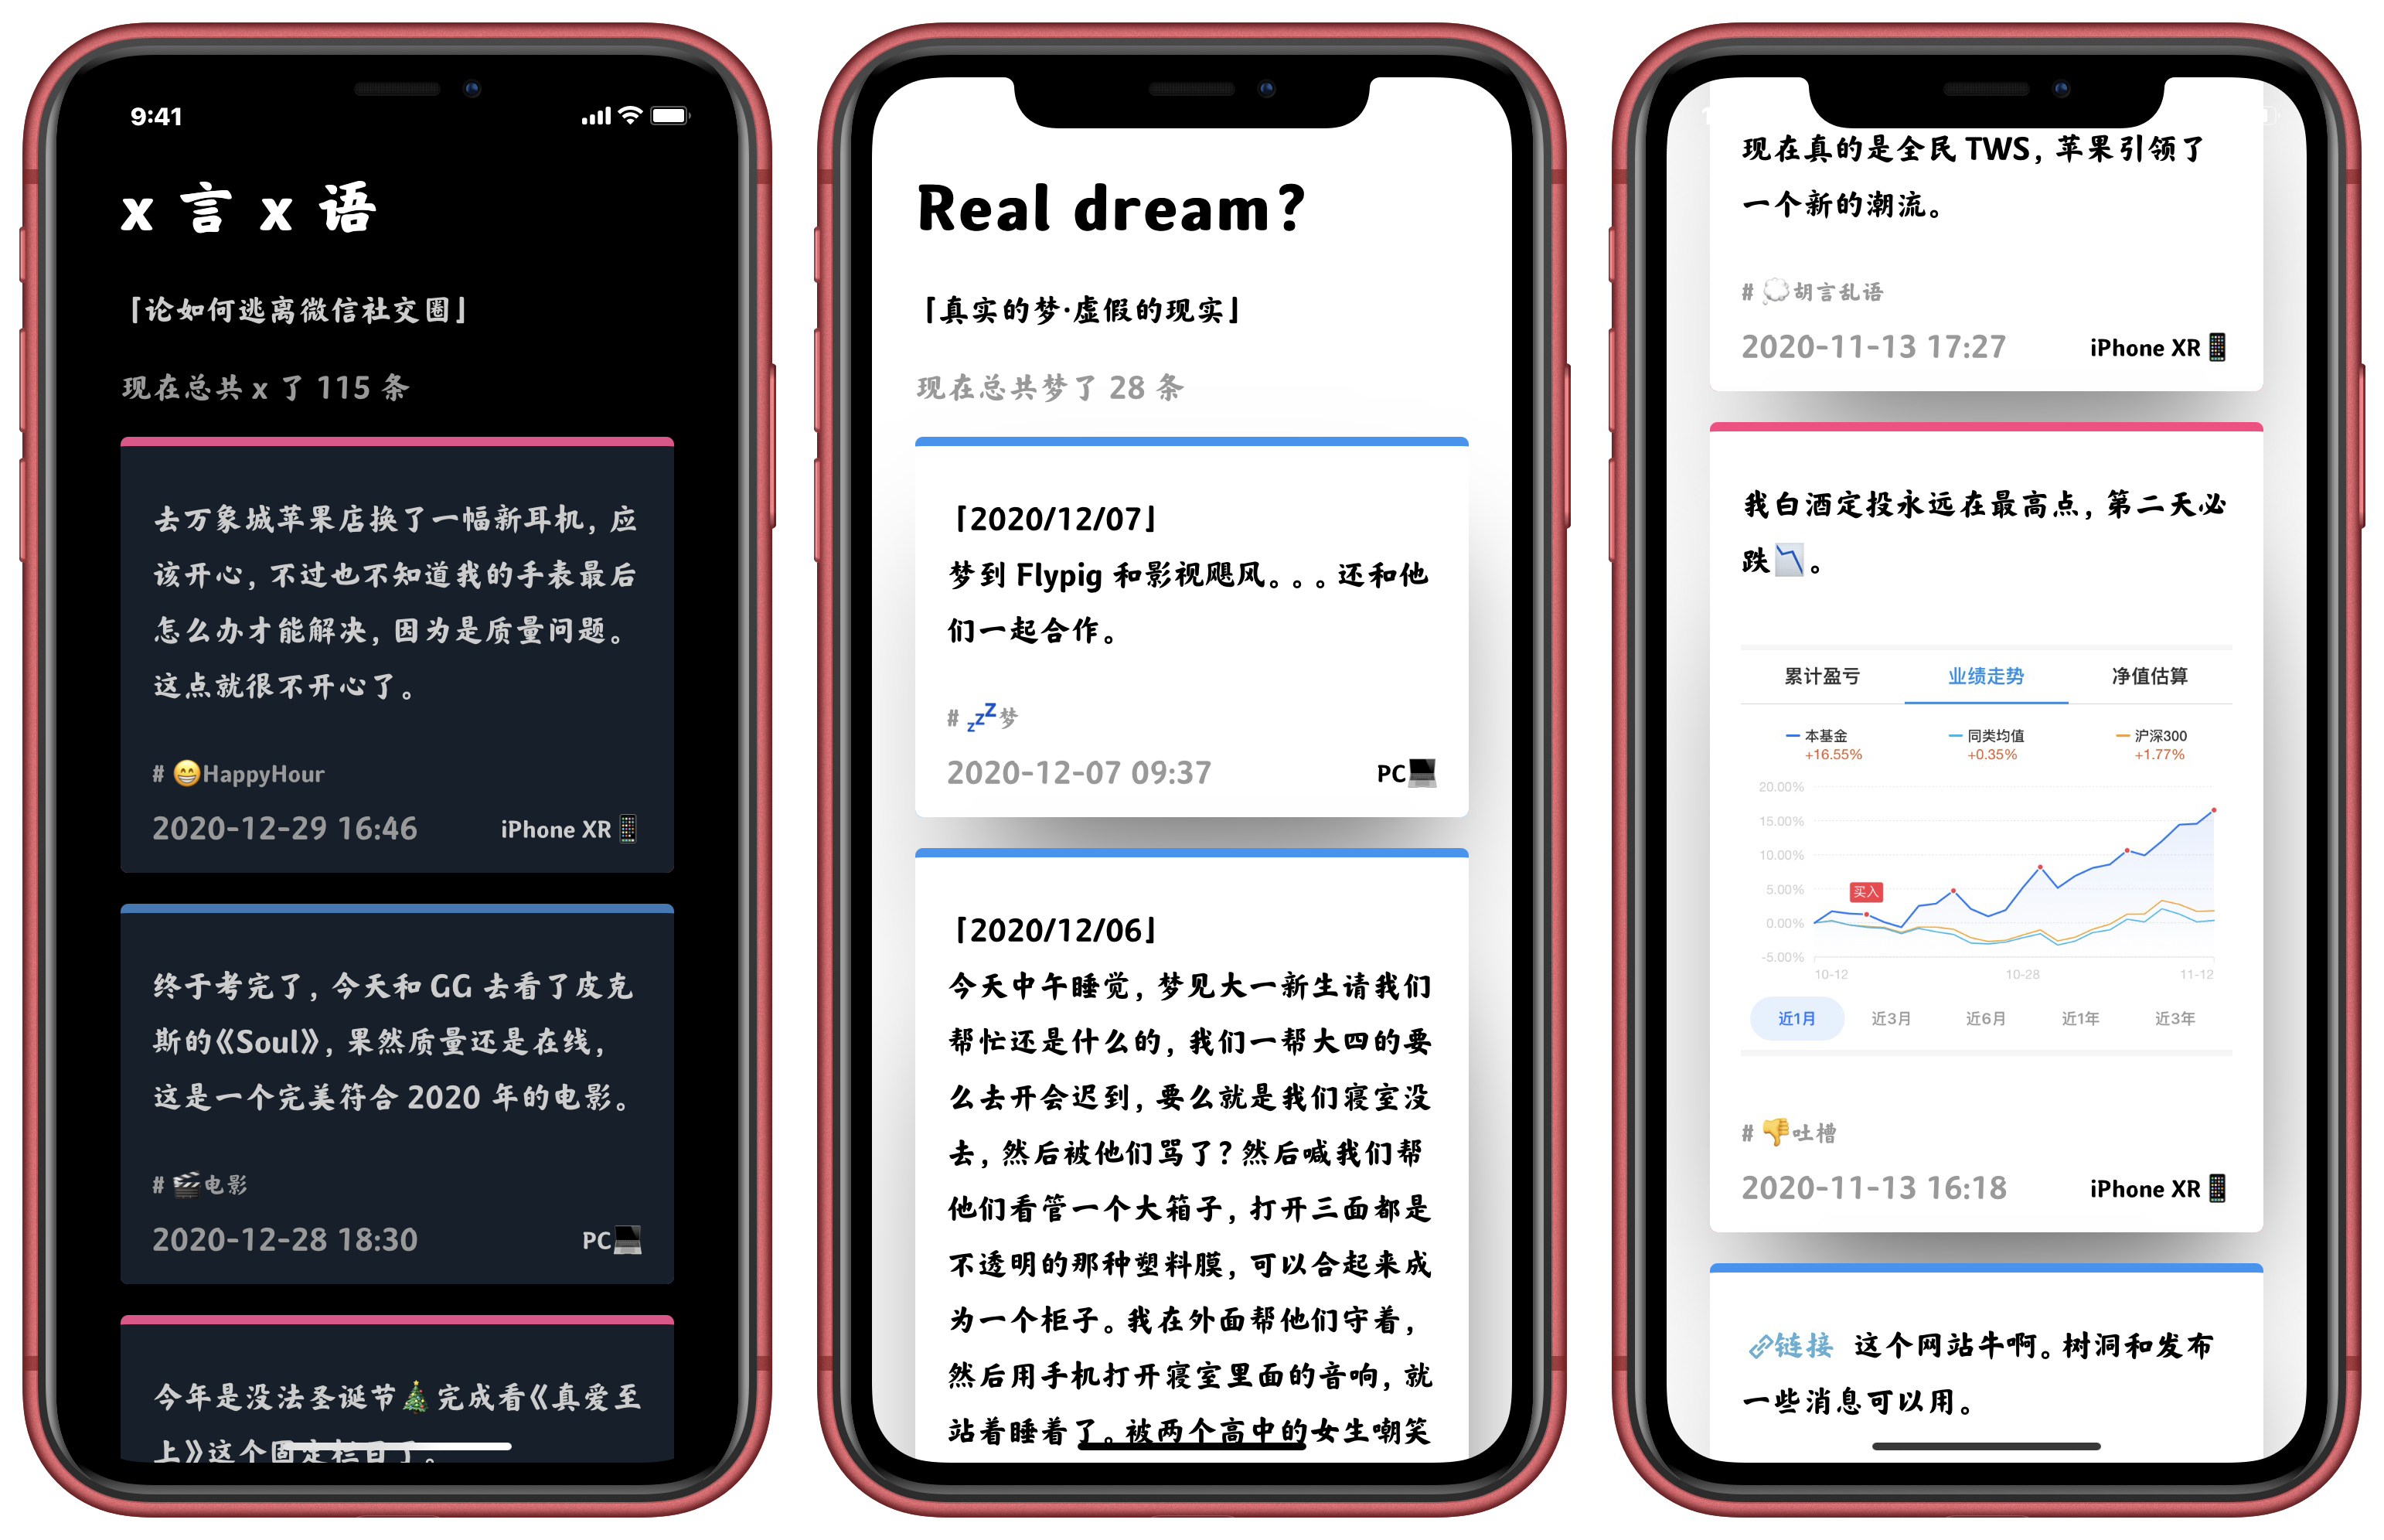 9:41
x 言 x 语
「论如何逃离微信社交圈」
现在总共 x 了 115 条
去万象城苹果店换了一幅新耳机，应
该开心，不过也不知道我的手表最后
怎么办才能解决，因为是质量问题。
这点就很不开心了。
# 😁HappyHour
2020-12-29 16:46 iPhone XR📱
终于考完了，今天和 GG 去看了皮克
斯的《Soul》，果然质量还是在线，
这是一个完美符合 2020 年的电影。
# 🎬电影
2020-12-28 18:30 PC💻
今年是没法圣诞节🎄完成看《真爱至
上》这个固定栏目了。
Real dream?
「真实的梦·虚假的现实」
现在总共梦了 28 条
「2020/12/07」
梦到 Flypig 和影视飓风。。。还和他
们一起合作。
# 💤梦
2020-12-07 09:37 PC💻
「2020/12/06」
今天中午睡觉，梦见大一新生请我们
帮忙还是什么的，我们一帮大四的要
么去开会迟到，要么就是我们寝室没
去，然后被他们骂了？然后喊我们帮
他们看管一个大箱子，打开三面都是
不透明的那种塑料膜，可以合起来成
为一个柜子。我在外面帮他们守着，
然后用手机打开寝室里面的音响，就
站着睡着了。被两个高中的女生嘲笑
现在真的是全民 TWS，苹果引领了
一个新的潮流。
# 💭胡言乱语
2020-11-13 17:27 iPhone XR📱
我白酒定投永远在最高点，第二天必
跌📉。
累计盈亏 业绩走势 净值估算
本基金 同类均值 沪深300
+16.55% +0.35% +1.77%
20.00%
15.00%
10.00%
5.00%
买入
0.00%
-5.00%
10-12 10-28 11-12
近1月 近3月 近6月 近1年 近3年
# 👎吐槽
2020-11-13 16:18 iPhone XR📱
🔗链接 这个网站牛啊。树洞和发布
一些消息可以用。